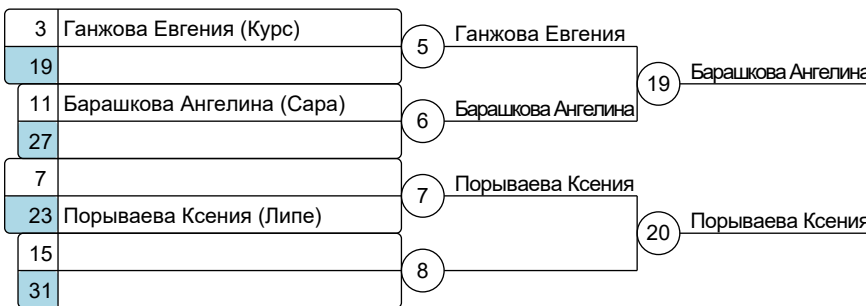 3 Ганжова Евгения (Курс)
5 Ганжова Евгения
19
19 Барашкова Ангелина
11 Барашкова Ангелина (Сара)
6 Барашкова Ангелина
27
7
7 Порываева Ксения
23 Порываева Ксения (Липе)
20 Порываева Ксения
15
8
31